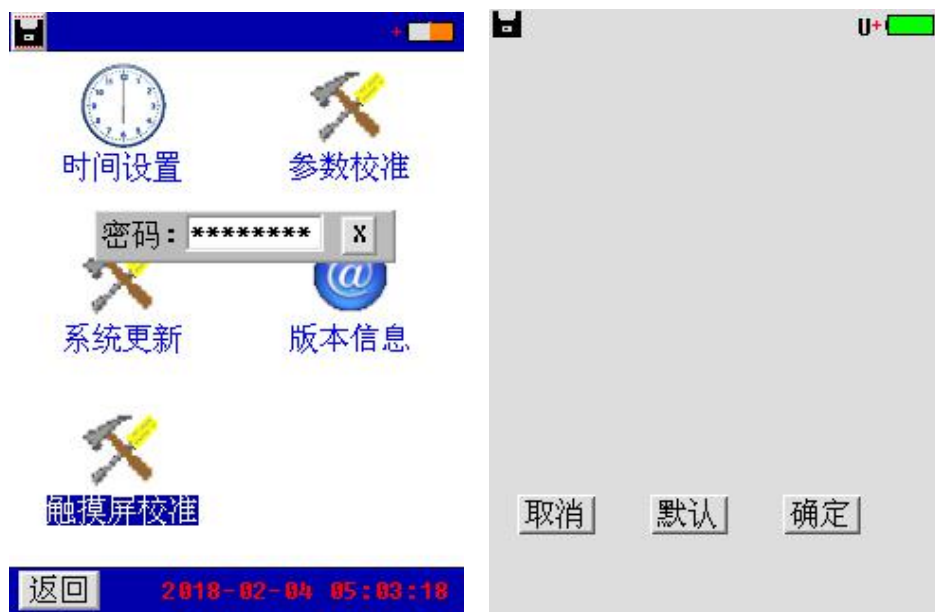 时间设置
参数校准
密码：******** X
系统更新
@
版本信息
触摸屏校准
返回
2018-02-04 05:03:18
U+
取消
默认
确定